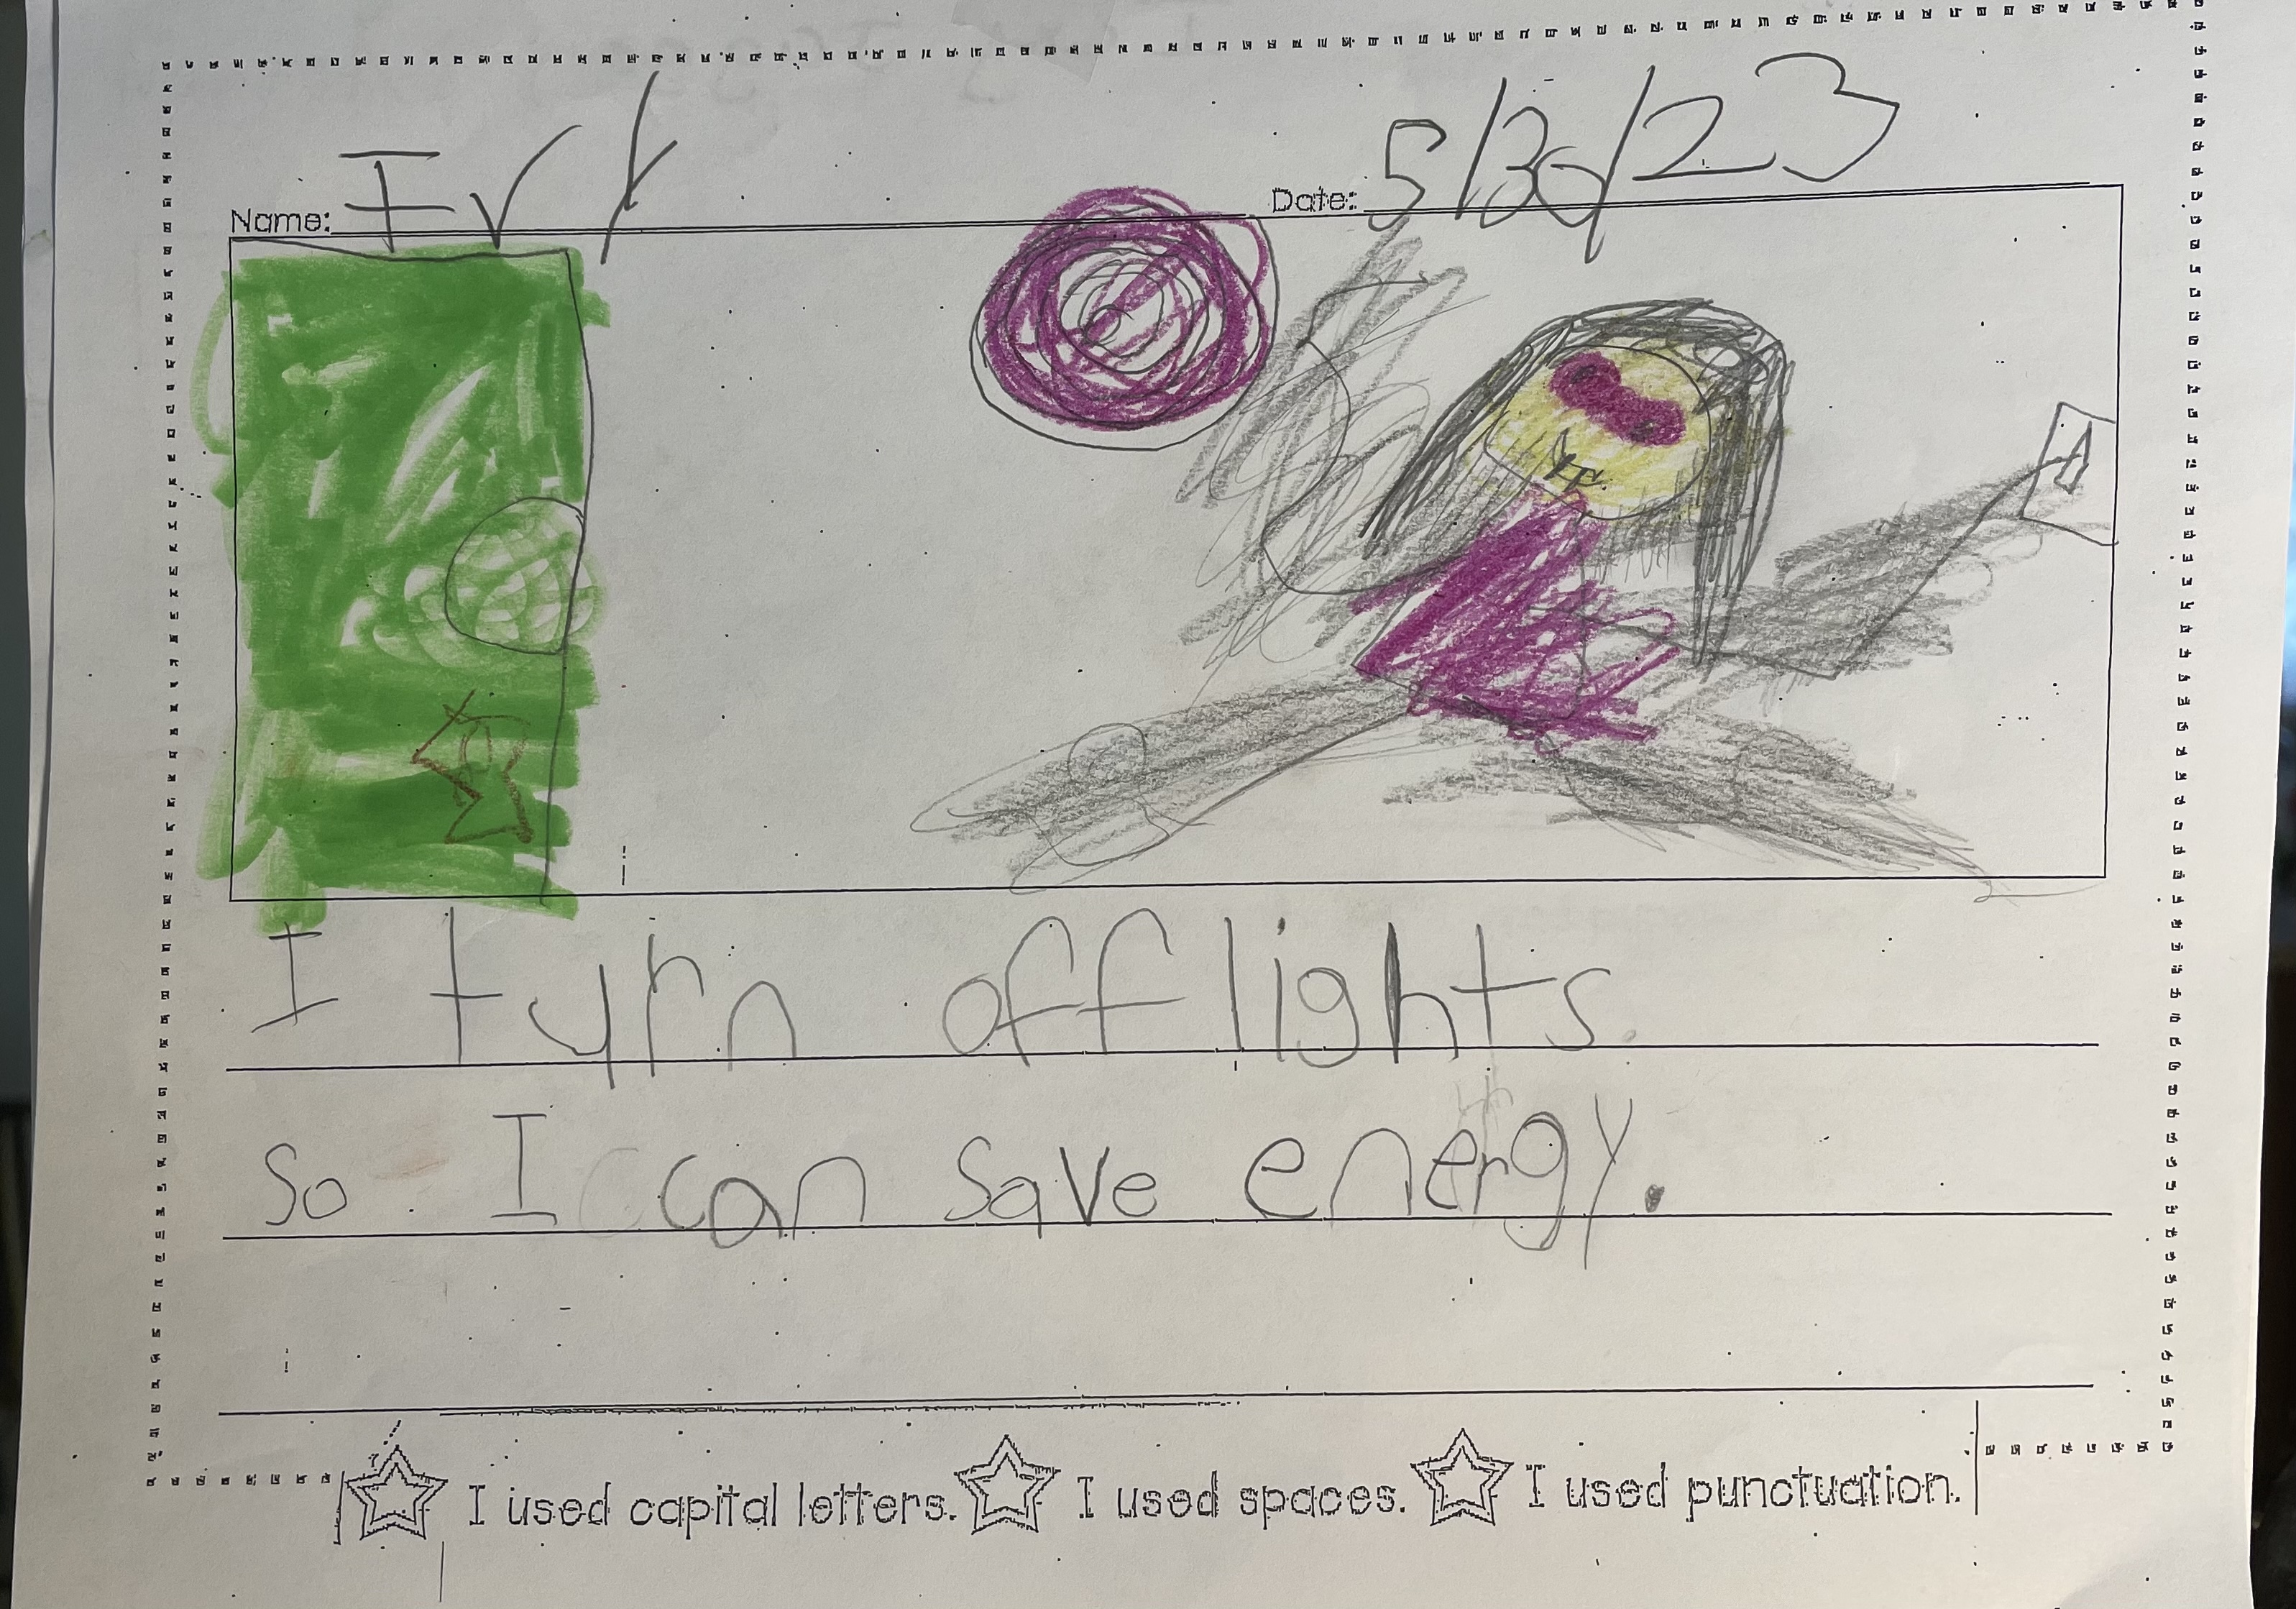 Name: Ivy Date: 5/30/23
I turn off lights.
So I can save energy.
I used capital letters. I used spaces. I used punctuation.